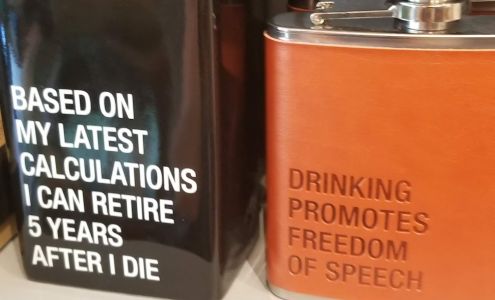 BASED ON
MY LATEST
CALCULATIONS
I CAN RETIRE
5 YEARS
AFTER I DIE
DRINKING
PROMOTES
FREEDOM
OF SPEECH